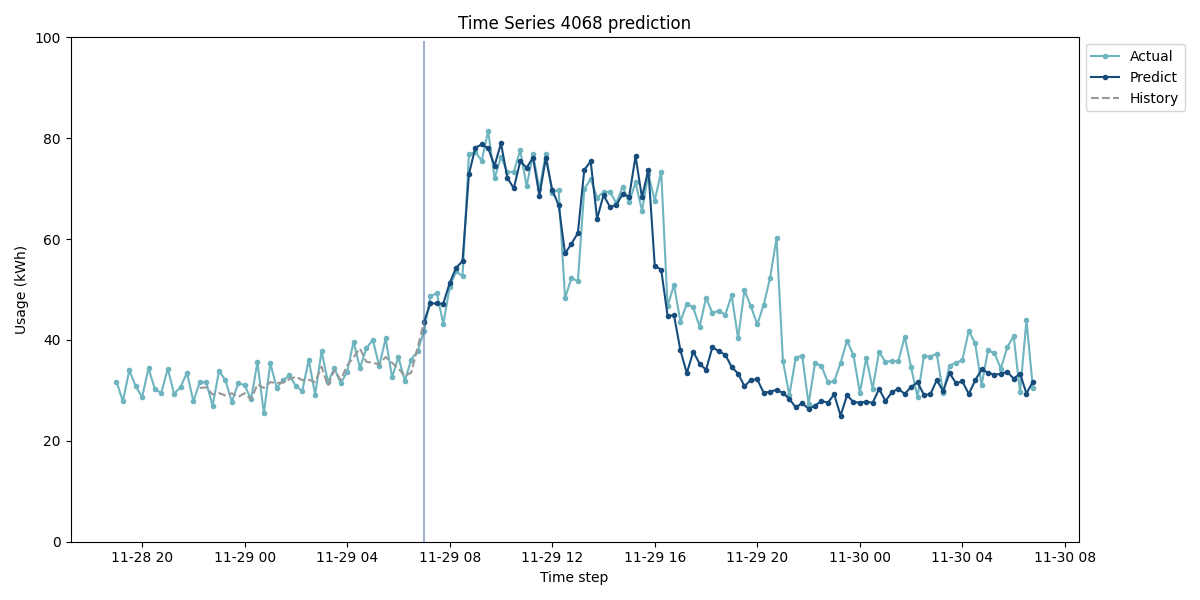 Time Series 4068 prediction
100
80
60
40
20
0
Usage (kWh)
11-28 20
11-29 00
11-29 04
11-29 08
11-29 12
11-29 16
11-29 20
11-30 00
11-30 04
11-30 08
Time step
Actual
Predict
History